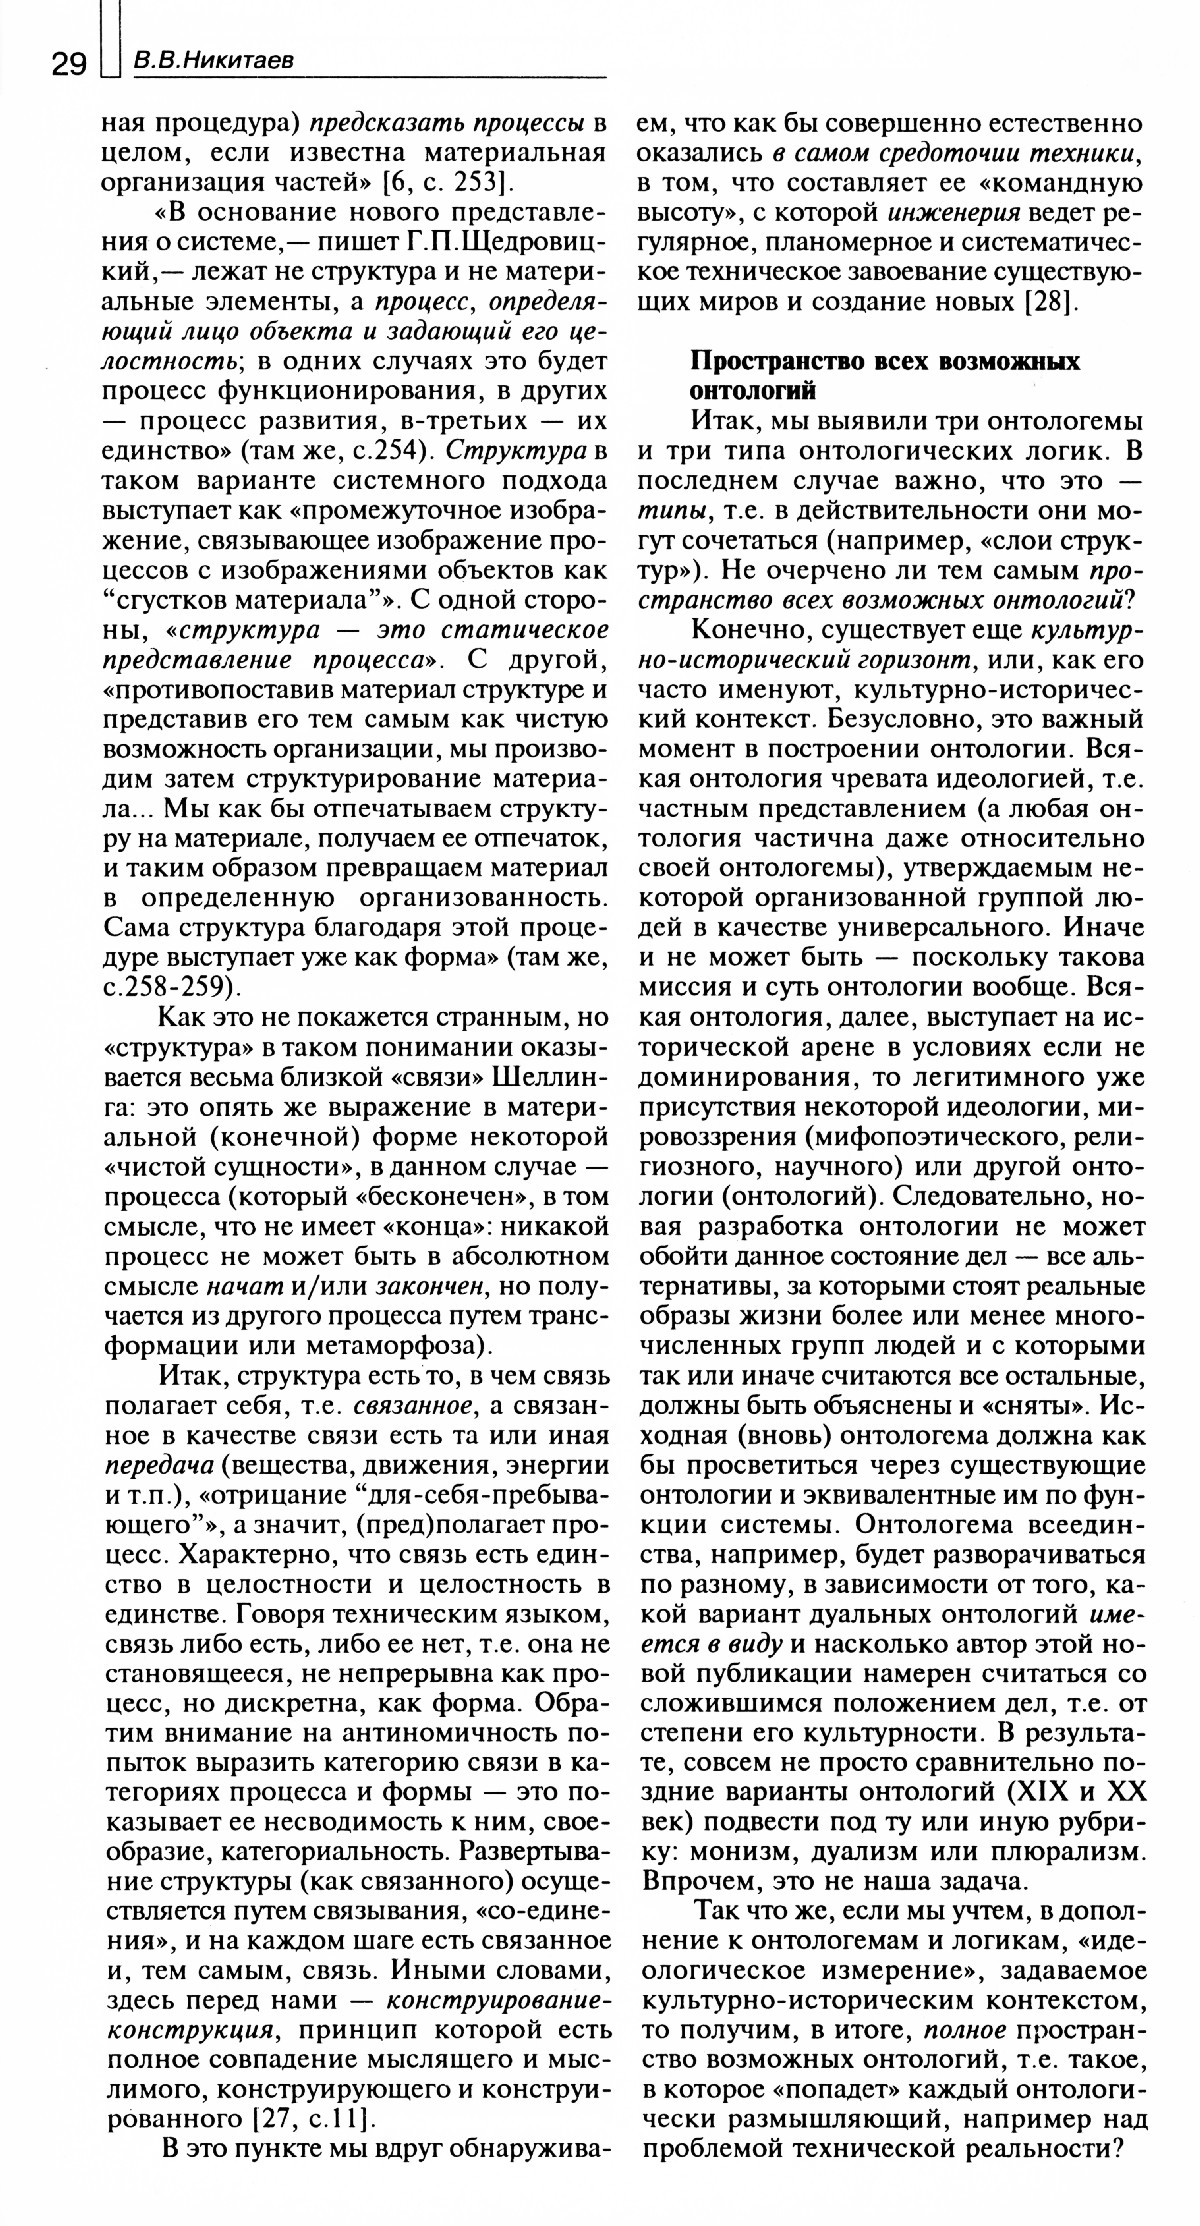 29
В.В.Никитаев
ная процедура) предсказать процессы в
целом, если известна материальная
организация частей» [6, с. 253].
«В основание нового представле-
ния о системе,— пишет Г.П.Щедровиц-
кий,— лежат не структура и не матери-
альные элементы, а процесс, определя-
ющий лицо объекта и задающий его це-
лостность; в одних случаях это будет
процесс функционирования, в других
— процесс развития, в-третьих — их
единство» (там же, с.254). Структура в
таком варианте системного подхода
выступает как «промежуточное изобра-
жение, связывающее изображение про-
цессов с изображениями объектов как
“сгустков материала”». С одной сторо-
ны, «структура — это статическое
представление процесса». С другой,
«противопоставив материал структуре и
представив его тем самым как чистую
возможность организации, мы произво-
дим затем структурирование материа-
ла... Мы как бы отпечатываем структу-
ру на материале, получаем ее отпечаток,
и таким образом превращаем материал
в определенную организованность.
Сама структура благодаря этой проце-
дуре выступает уже как форма» (там же,
с.258-259).
Как это не покажется странным, но
«структура» в таком понимании оказы-
вается весьма близкой «связи» Шеллин-
га: это опять же выражение в матери-
альной (конечной) форме некоторой
«чистой сущности», в данном случае —
процесса (который «бесконечен», в том
смысле, что не имеет «конца»: никакой
процесс не может быть в абсолютном
смысле начат и/или закончен, но полу-
чается из другого процесса путем транс-
формации или метаморфоза).
Итак, структура есть то, в чем связь
полагает себя, т.е. связанное, а связан-
ное в качестве связи есть та или иная
передача (вещества, движения, энергии
и т.п.), «отрицание “для-себя-пребыва-
ющего”», а значит, (пред)полагает про-
цесс. Характерно, что связь есть един-
ство в целостности и целостность в
единстве. Говоря техническим языком,
связь либо есть, либо ее нет, т.е. она не
становящееся, не непрерывна как про-
цесс, но дискретна, как форма. Обра-
тим внимание на антиномичность по-
пыток выразить категорию связи в ка-
тегориях процесса и формы — это по-
казывает ее несводимость к ним, свое-
образие, категориальность. Развертыва-
ние структуры (как связанного) осуще-
ствляется путем связывания, «со-едине-
ния», и на каждом шаге есть связанное
и, тем самым, связь. Иными словами,
здесь перед нами — конструирование-
конструкция, принцип которой есть
полное совпадение мыслящего и мыс-
лимого, конструирующего и конструи-
рованного [27, с.11].
В это пункте мы вдруг обнаружива-
ем, что как бы совершенно естественно
оказались в самом средоточии техники,
в том, что составляет ее «командную
высоту», с которой инженерия ведет ре-
гулярное, планомерное и систематичес-
кое техническое завоевание существую-
щих миров и создание новых [28].
Пространство всех возможных
онтологий
Итак, мы выявили три онтологемы
и три типа онтологических логик. В
последнем случае важно, что это —
типы, т.е. в действительности они мо-
гут сочетаться (например, «слои струк-
тур»). Не очерчено ли тем самым про-
странство всех возможных онтологий?
Конечно, существует еще культур-
но-исторический горизонт, или, как его
часто именуют, культурно-историчес-
кий контекст. Безусловно, это важный
момент в построении онтологии. Вся-
кая онтология чревата идеологией, т.е.
частным представлением (а любая он-
тология частична даже относительно
своей онтологемы), утверждаемым не-
которой организованной группой лю-
дей в качестве универсального. Иначе
и не может быть — поскольку такова
миссия и суть онтологии вообще. Вся-
кая онтология, далее, выступает на ис-
торической арене в условиях если не
доминирования, то легитимного уже
присутствия некоторой идеологии, ми-
ровоззрения (мифопоэтического, рели-
гиозного, научного) или другой онто-
логии (онтологий). Следовательно, но-
вая разработка онтологии не может
обойти данное состояние дел — все аль-
тернативы, за которыми стоят реальные
образы жизни более или менее много-
численных групп людей и с которыми
так или иначе считаются все остальные,
должны быть объяснены и «сняты». Ис-
ходная (вновь) онтологема должна как
бы просветиться через существующие
онтологии и эквивалентные им по фун-
кции системы. Онтологема всеедин-
ства, например, будет разворачиваться
по разному, в зависимости от того, ка-
кой вариант дуальных онтологий име-
ется в виду и насколько автор этой но-
вой публикации намерен считаться со
сложившимся положением дел, т.е. от
степени его культурности. В результа-
те, совсем не просто сравнительно по-
здние варианты онтологий (XIX и XX
век) подвести под ту или иную рубри-
ку: монизм, дуализм или плюрализм.
Впрочем, это не наша задача.
Так что же, если мы учтем, в допол-
нение к онтологемам и логикам, «иде-
ологическое измерение», задаваемое
культурно-историческим контекстом,
то получим, в итоге, полное простран-
ство возможных онтологий, т.е. такое,
в которое «попадет» каждый онтологи-
чески размышляющий, например над
проблемой технической реальности?